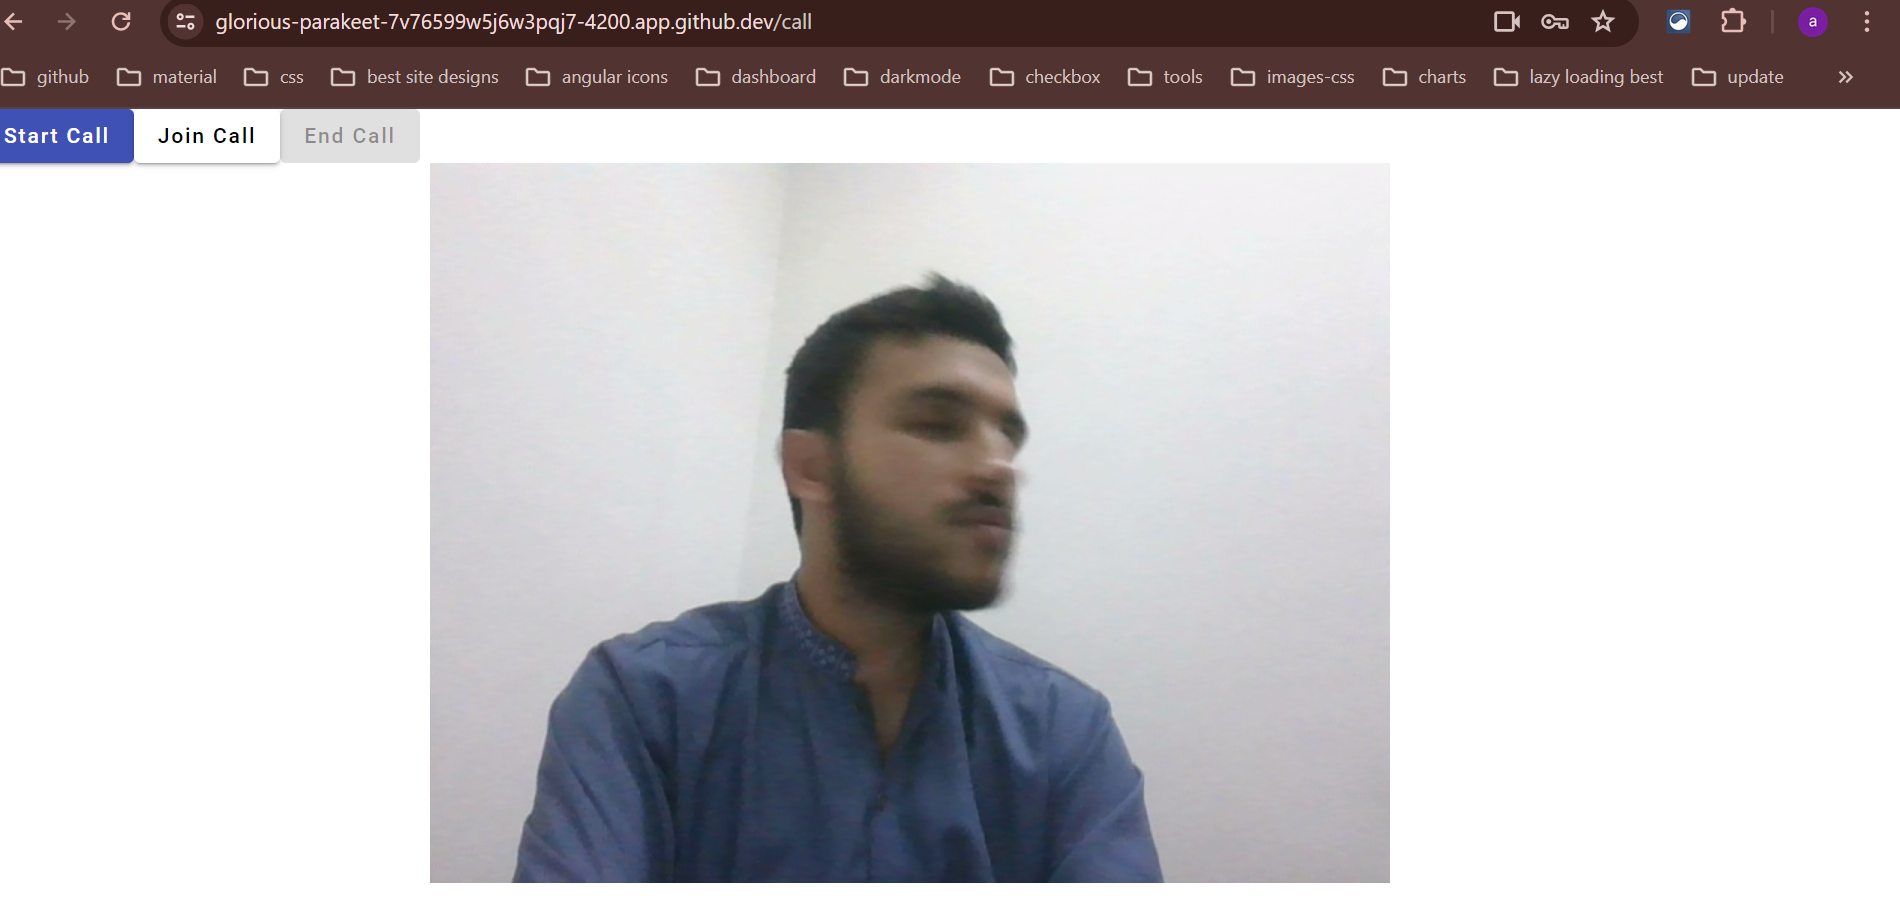 glorious-parakeet-7v76599w5j6w3pqj7-4200.app.github.dev/call
a
github material css best site designs angular icons dashboard darkmode checkbox tools images-css charts lazy loading best update
Start Call Join Call End Call